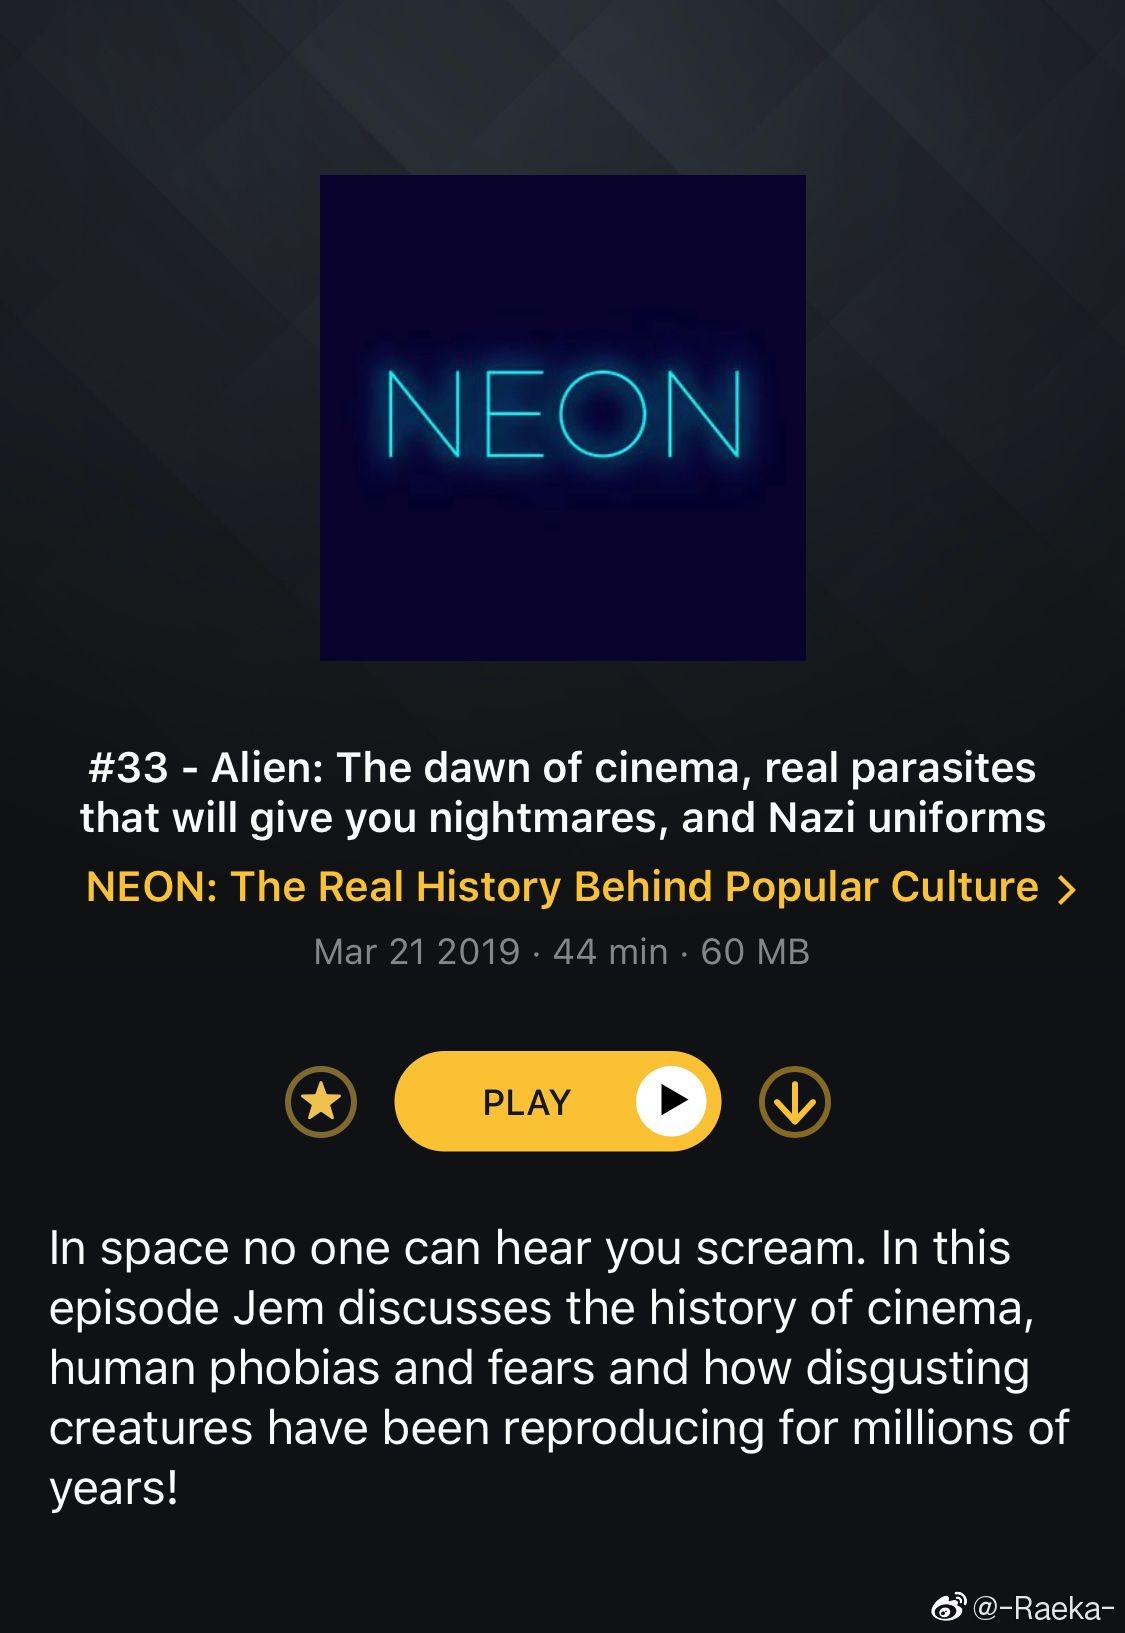 NEON
#33 - Alien: The dawn of cinema, real parasites
that will give you nightmares, and Nazi uniforms
NEON: The Real History Behind Popular Culture >
Mar 21 2019 · 44 min · 60 MB
PLAY
In space no one can hear you scream. In this
episode Jem discusses the history of cinema,
human phobias and fears and how disgusting
creatures have been reproducing for millions of
years!
@-Raeka-